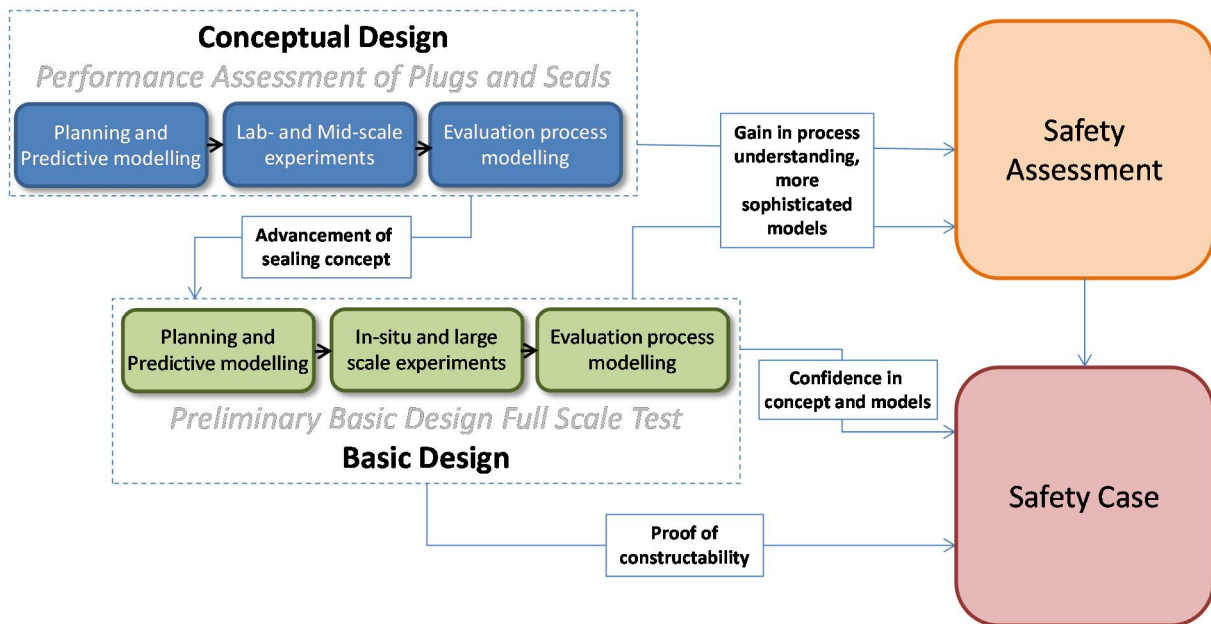 Conceptual Design
Performance Assessment of Plugs and Seals
Planning and
Predictive modelling
Lab- and Mid-scale
experiments
Evaluation process
modelling
Gain in process
understanding,
more
sophisticated
models
Safety
Assessment
Advancement of
sealing concept
Planning and
Predictive modelling
In-situ and large
scale experiments
Evaluation process
modelling
Preliminary Basic Design Full Scale Test
Basic Design
Confidence in
concept and models
Proof of
constructability
Safety Case